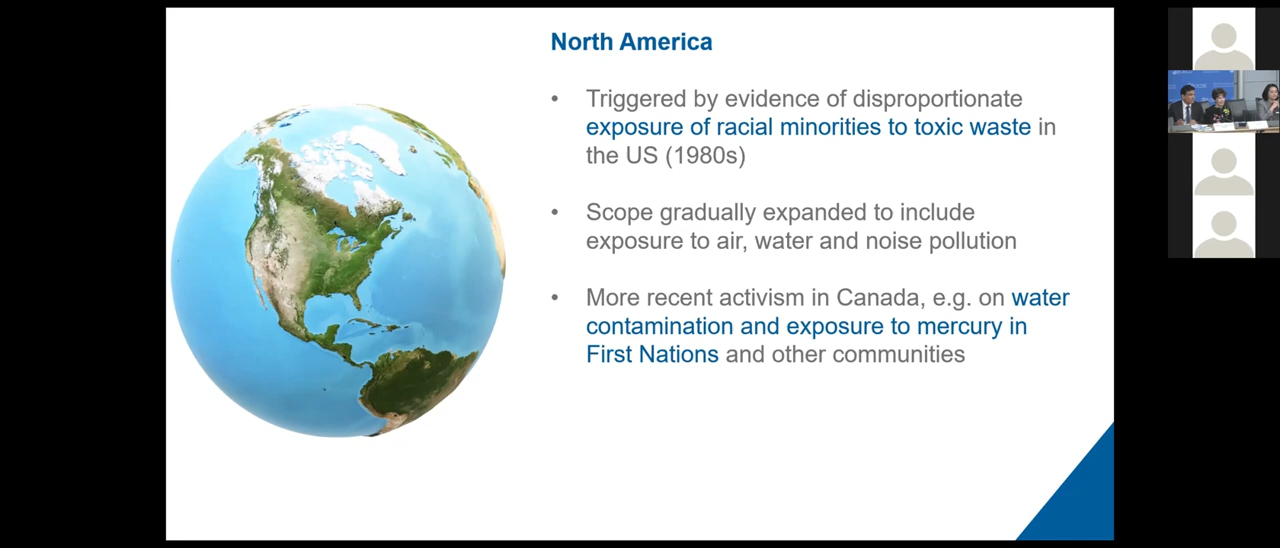 North America
• Triggered by evidence of disproportionate
exposure of racial minorities to toxic waste in
the US (1980s)
• Scope gradually expanded to include
exposure to air, water and noise pollution
• More recent activism in Canada, e.g. on water
contamination and exposure to mercury in
First Nations and other communities